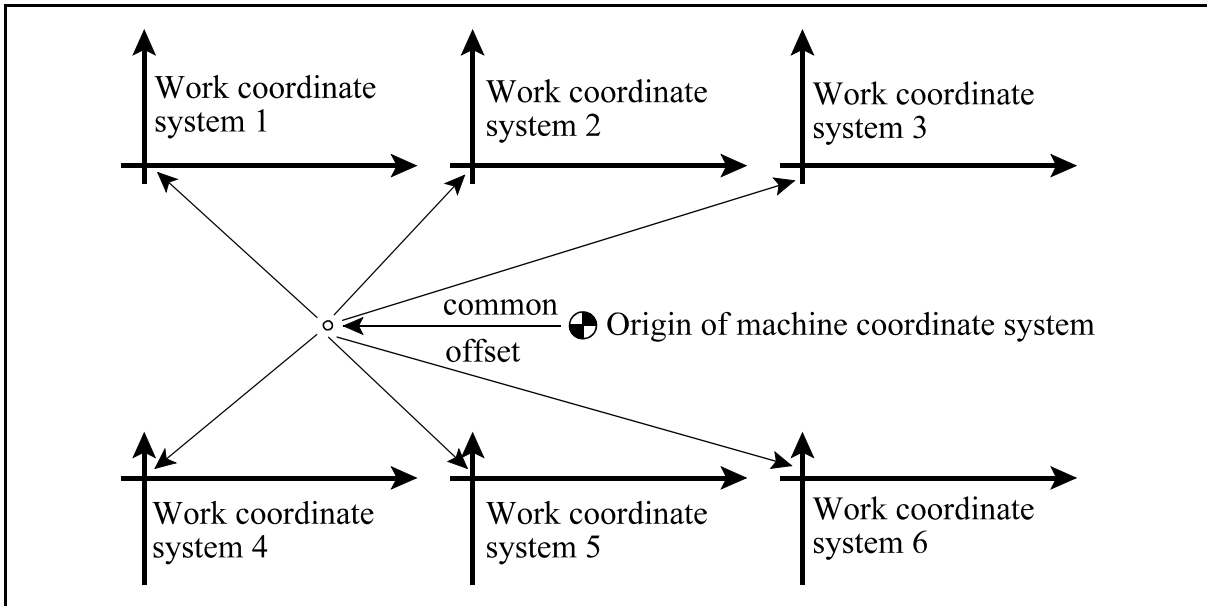 Work coordinate
system 1
Work coordinate
system 2
Work coordinate
system 3
common
offset
Origin of machine coordinate system
Work coordinate
system 4
Work coordinate
system 5
Work coordinate
system 6